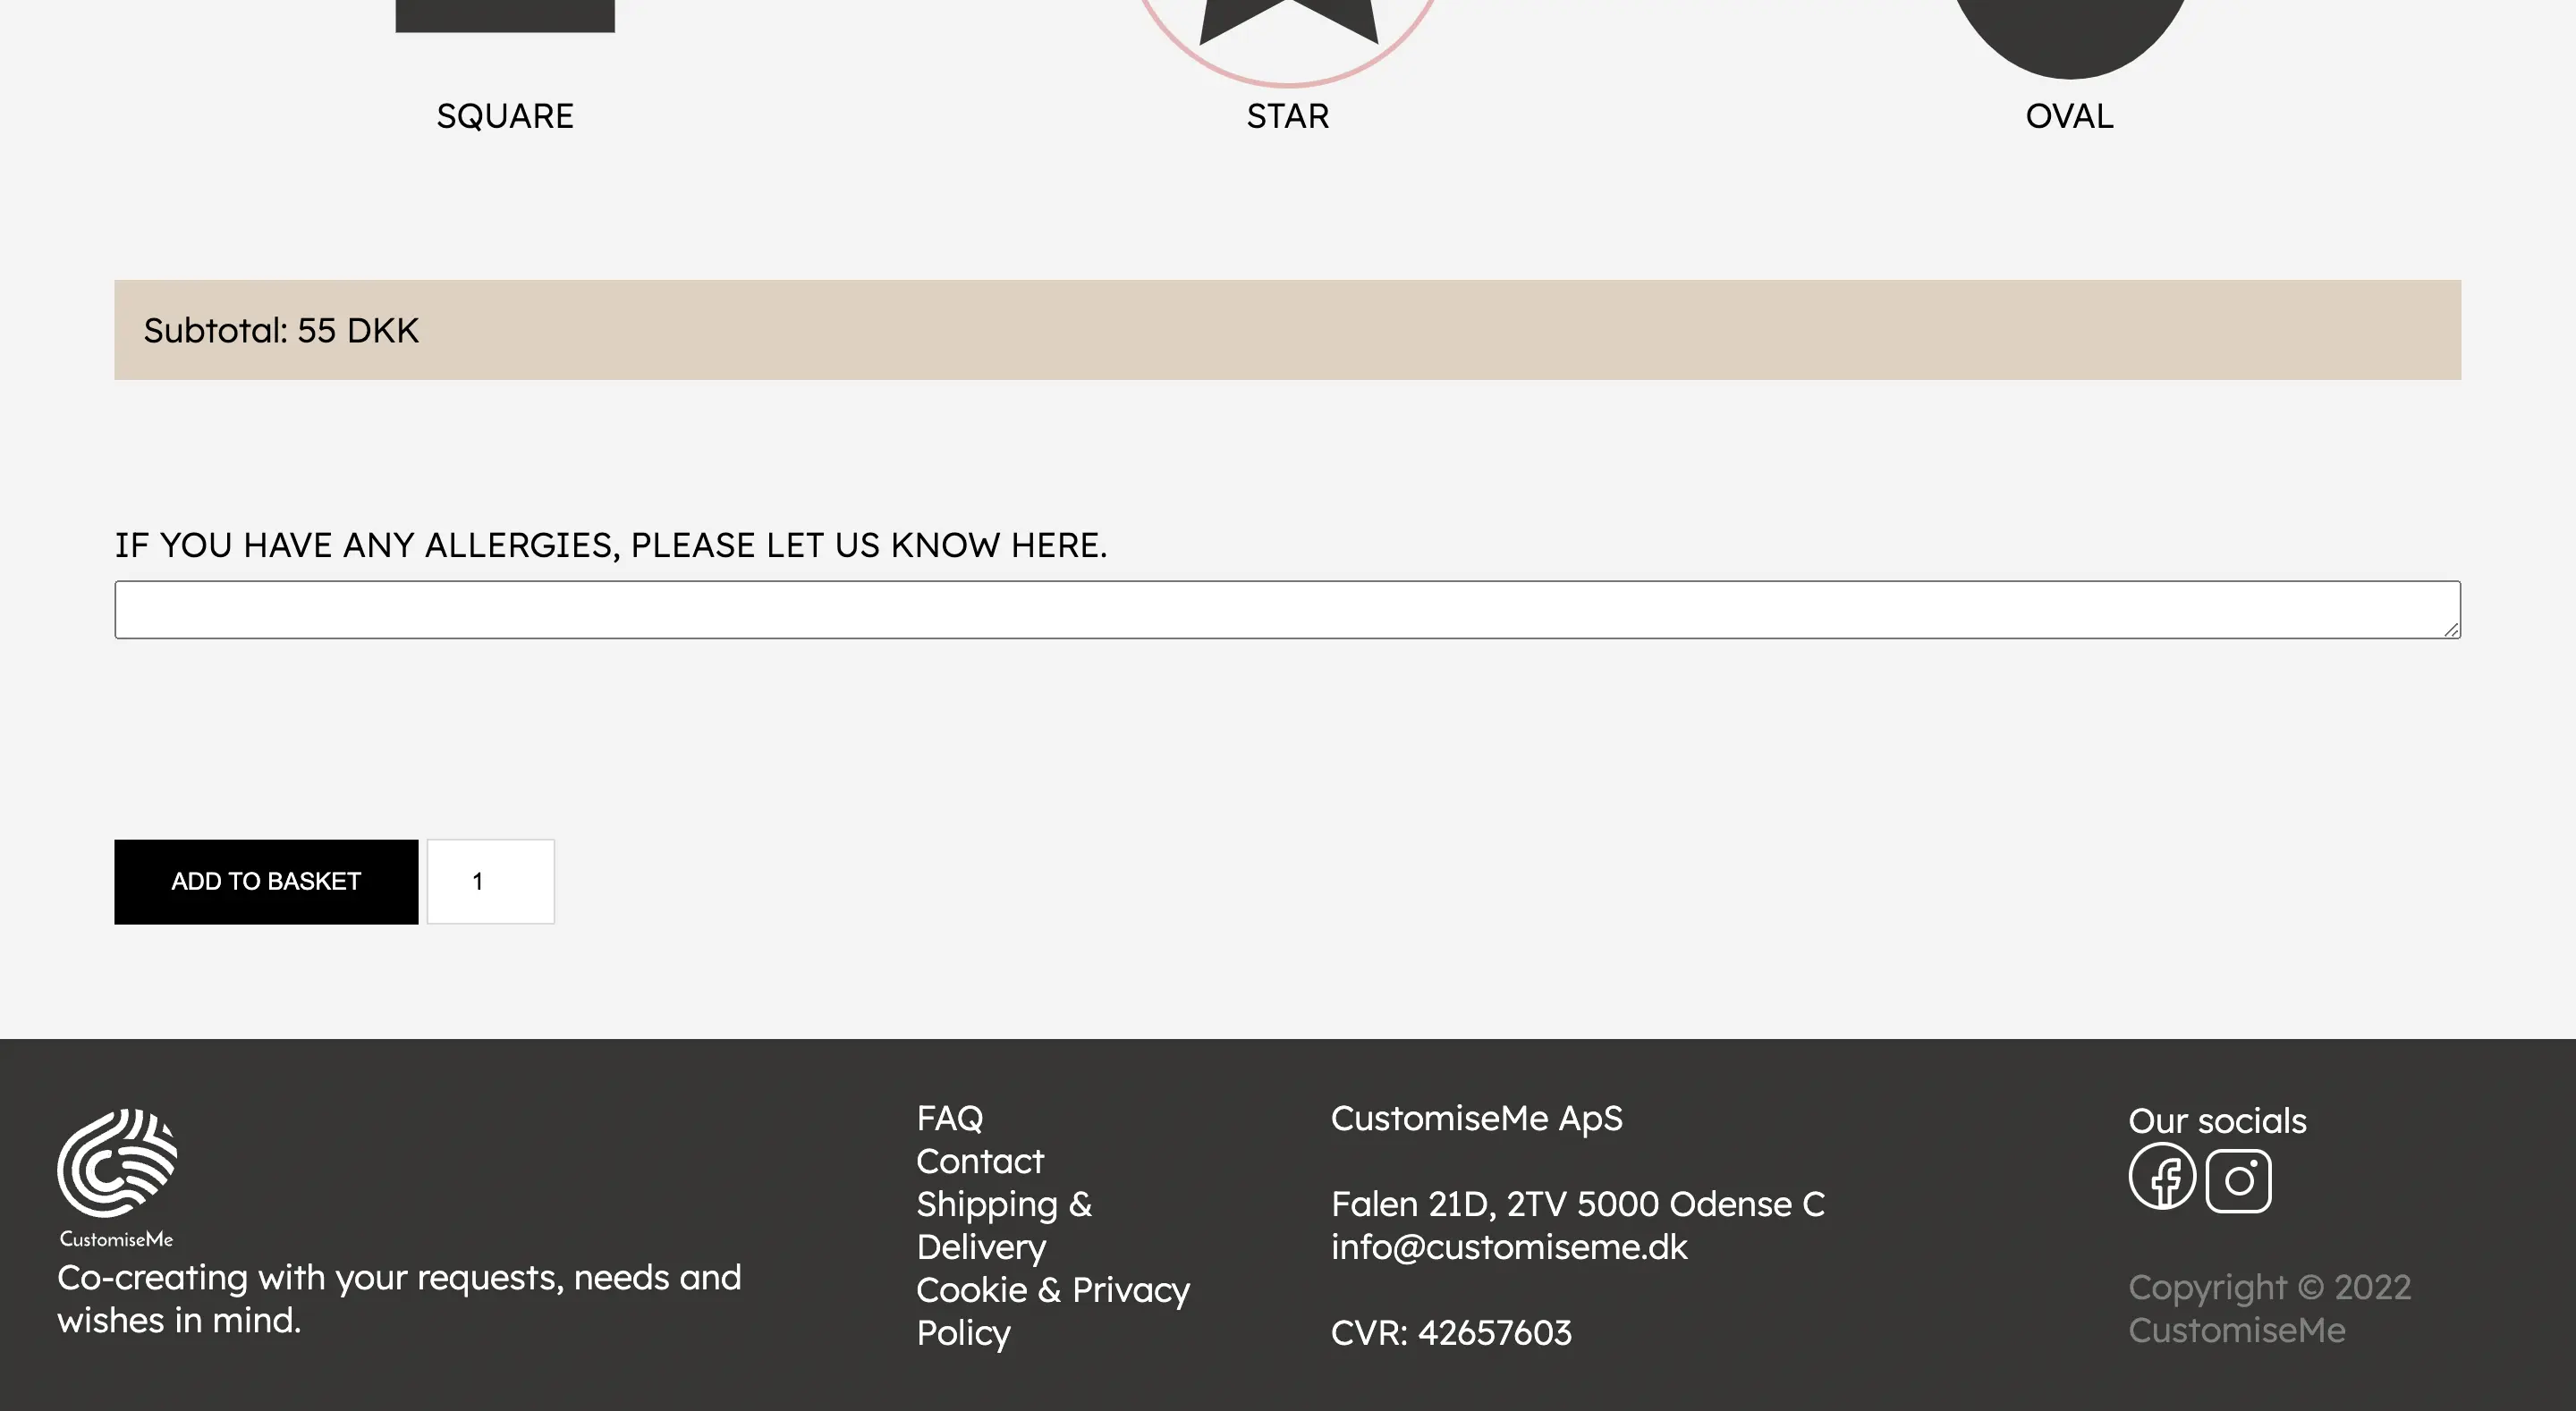 SQUARE
STAR
OVAL
Subtotal: 55 DKK
IF YOU HAVE ANY ALLERGIES, PLEASE LET US KNOW HERE.
ADD TO BASKET
1
CustomiseMe
Co-creating with your requests, needs and
wishes in mind.
FAQ
Contact
Shipping &
Delivery
Cookie & Privacy
Policy
CustomiseMe ApS
Falen 21D, 2TV 5000 Odense C
info@customiseme.dk
CVR: 42657603
Our socials
Copyright © 2022
CustomiseMe